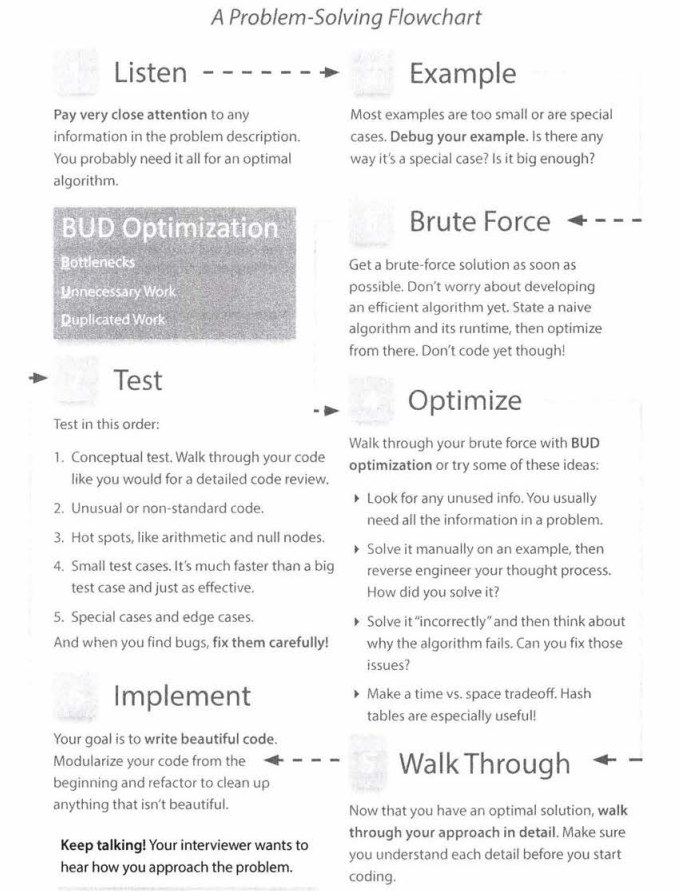 A Problem-Solving Flowchart
Listen
Pay very close attention to any
information in the problem description.
You probably need it all for an optimal
algorithm.
Example
Most examples are too small or are special
cases. Debug your example. Is there any
way it's a special case? Is it big enough?
BUD Optimization
Bottlenecks
Unnecessary Work
Duplicated Work
Brute Force
Get a brute-force solution as soon as
possible. Don't worry about developing
an efficient algorithm yet. State a naive
algorithm and its runtime, then optimize
from there. Don't code yet though!
Test
Test in this order:
1. Conceptual test. Walk through your code
like you would for a detailed code review.
2. Unusual or non-standard code.
3. Hot spots, like arithmetic and null nodes.
4. Small test cases. It's much faster than a big
test case and just as effective.
5. Special cases and edge cases.
And when you find bugs, fix them carefully!
Optimize
Walk through your brute force with BUD
optimization or try some of these ideas:
Look for any unused info. You usually
need all the information in a problem.
Solve it manually on an example, then
reverse engineer your thought process.
How did you solve it?
Solve it "incorrectly" and then think about
why the algorithm fails. Can you fix those
issues?
Make a time vs. space tradeoff. Hash
tables are especially useful!
Implement
Your goal is to write beautiful code.
Modularize your code from the
beginning and refactor to clean up
anything that isn't beautiful.
Keep talking! Your interviewer wants to
hear how you approach the problem.
Walk Through
Now that you have an optimal solution, walk
through your approach in detail. Make sure
you understand each detail before you start
coding.